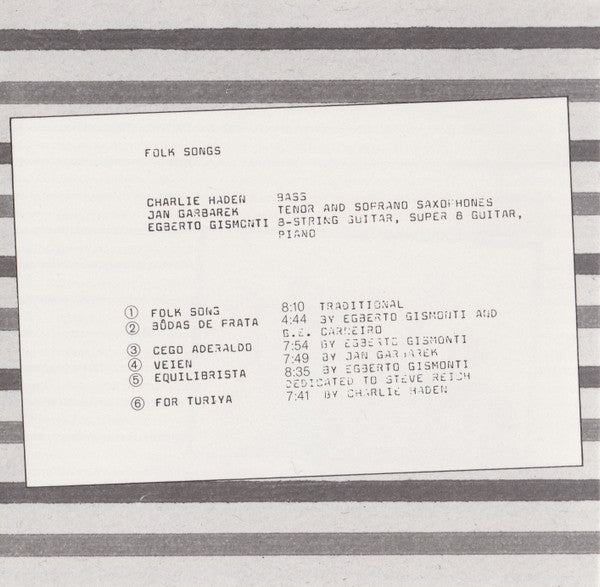 FOLK SONGS
CHARLIE HADEN BASS
JAN GARBAREK TENOR AND SOPRANO SAXOPHONES
EGBERTO GISMONTI 8-STRING GUITAR, SUPER 8 GUITAR,
PIANO
① FOLK SONG 8:10 TRADITIONAL
② BÔDAS DE PRATA 4:44 BY EGBERTO GISMONTI AND
G.E. CARNEIRO
③ CEGO ADERALDO 7:54 BY EGBERTO GISMONTI
④ VEIEN 7:49 BY JAN GARBAREK
⑤ EQUILIBRISTA 8:35 BY EGBERTO GISMONTI
DEDICATED TO STEVE REICH
⑥ FOR TURIYA 7:41 BY CHARLIE HADEN